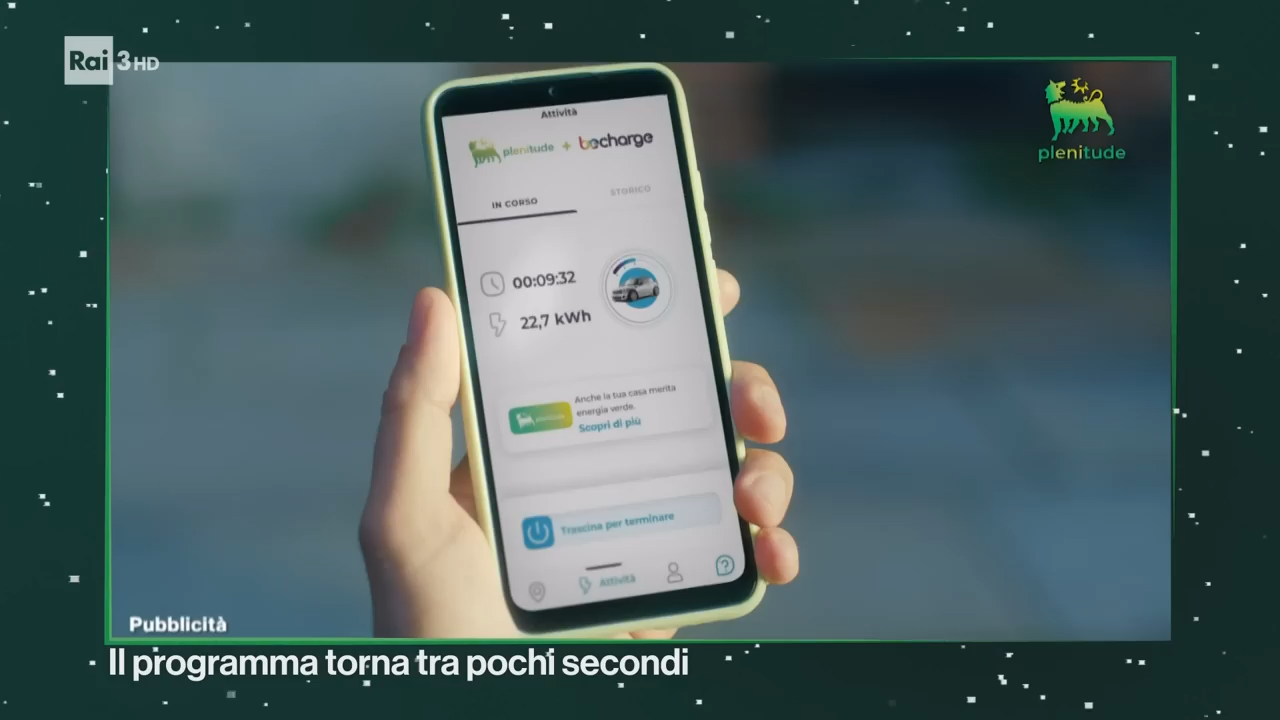 Rai 3 HD
plenitude
Attività
plenitude + becharge
IN CORSO
STORICO
00:09:32
22,7 kWh
Anche la tua casa merita
energia verde.
Scopri di più
Trascina per terminare
Attività
Pubblicità
Il programma torna tra pochi secondi